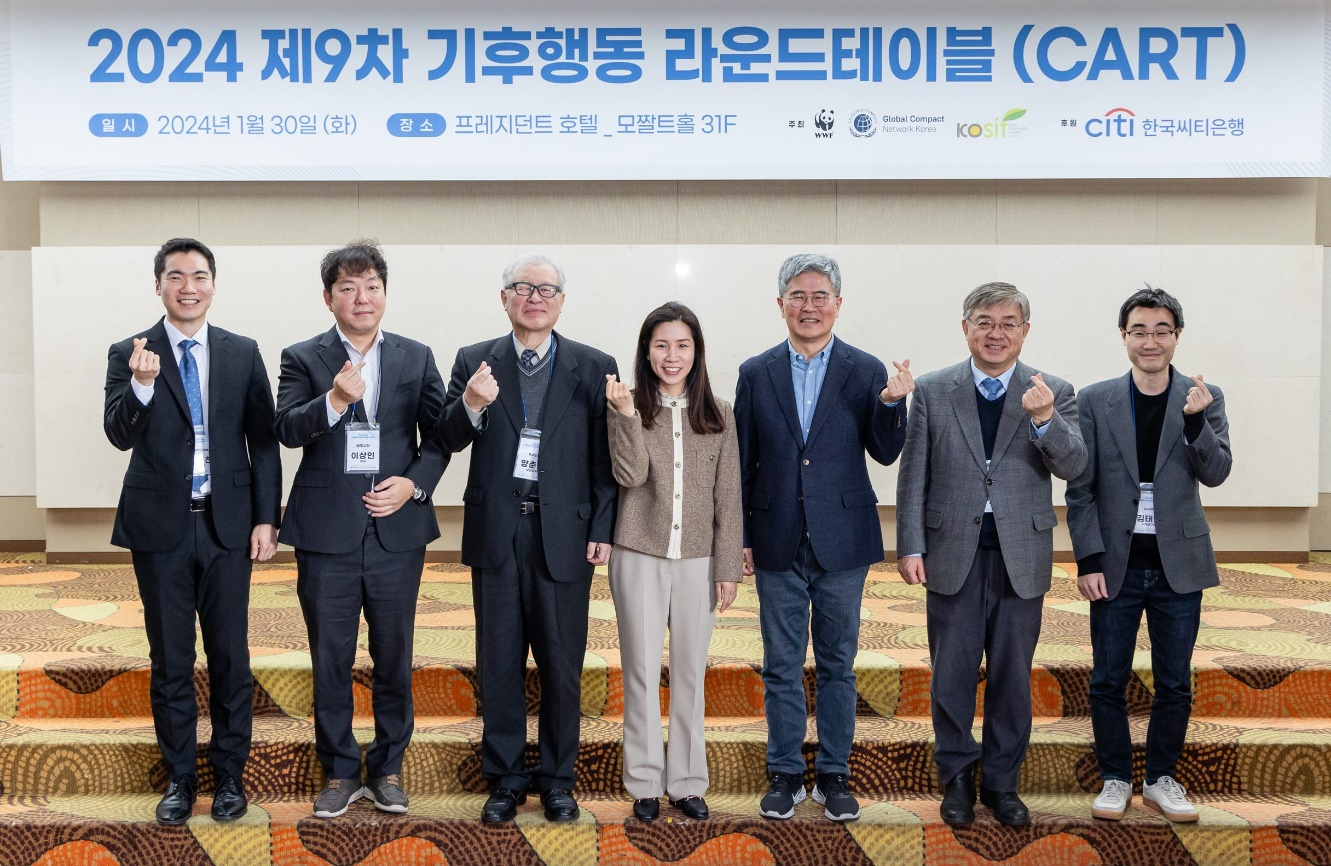 2024 제9차 기후행동 라운드테이블 (CART)
일 시 2024년 1월 30일 (화) 장 소 프레지던트 호텔 _ 모짤트홀 31F 주최 WWF Global Compact Network Korea kosif 후원 citi 한국씨티은행
이상인